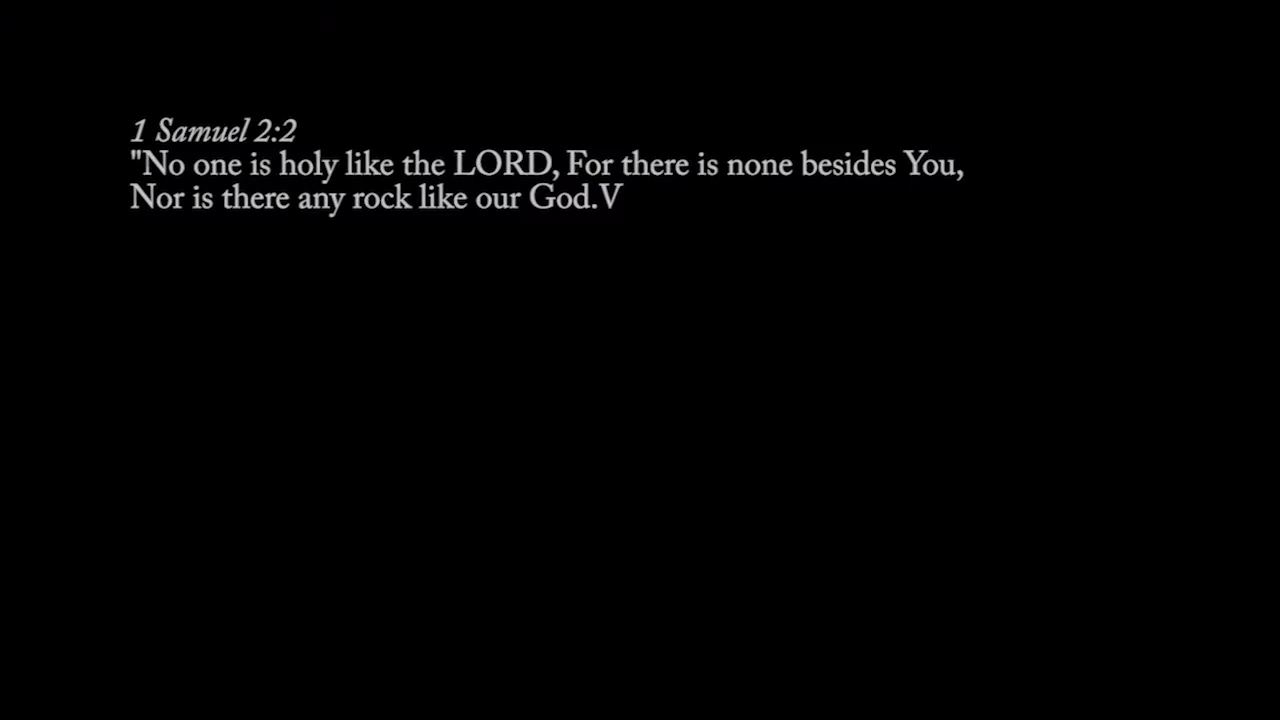 1 Samuel 2:2
"No one is holy like the LORD, For there is none besides You,
Nor is there any rock like our God.V